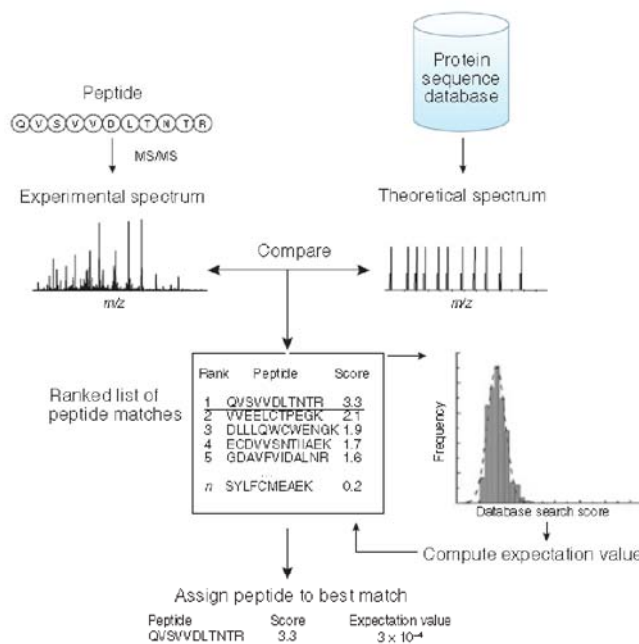 Protein
sequence
database
Peptide
Q V S V V D L T N T R
MS/MS
Experimental spectrum
Theoretical spectrum
Compare
m/z
m/z
Ranked list of
peptide matches
Rank Peptide Score
1 QVSVVDLTNTR 3.3
2 VVEELCTPEGK 2.1
3 DLLLQWCWENGK 1.9
4 ECDVVSNTIIAEK 1.7
5 GDAVFVIDALNR 1.6
...
n SYLFCMEAEK 0.2
Frequency
Database search score
Compute expectation value
Assign peptide to best match
Peptide Score Expectation value
QVSVVDLTNTR 3.3 3 × 10⁻⁴